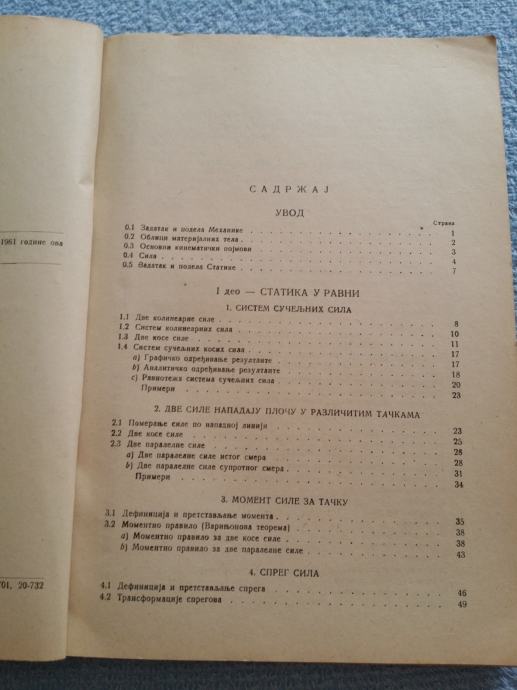 1961 године ова
701, 20-732
САДРЖАЈ
УВОД
Страна
0.1 Задатак и подела Механике 1
0.2 Облици материјалних тела 2
0.3 Основни кинематички појмови 3
0.4 Сила 4
0.5 Задатак и подела Статике 7
I део — СТАТИКА У РАВНИ
1. СИСТЕМ СУЧЕЉНИХ СИЛА
1.1 Две колинеарне силе 8
1.2 Систем колинеарних сила 10
1.3 Две косе силе 11
1.4 Систем сучељних косих сила 17
а) Графичко одређивање резултанте 17
b) Аналитичко одређивање резултанте 18
c) Равнотежа система сучељних сила 20
Примери 23
2. ДВЕ СИЛЕ НАПАДАЈУ ПЛОЧУ У РАЗЛИЧИТИМ ТАЧКАМА
2.1 Померање силе по нападној линији 23
2.2 Две косе силе 25
2.3 Две паралелне силе 28
а) Две паралелне силе истог смера 28
b) Две паралелне силе супротног смера 31
Примери 34
3. МОМЕНТ СИЛЕ ЗА ТАЧКУ
3.1 Дефиниција и претстављање момента 35
3.2 Моментно правило (Варињонова теорема) 38
а) Моментно правило за две косе силе 38
b) Моментно правило за две паралелне силе 43
4. СПРЕГ СИЛА
4.1 Дефиниција и претстављање спрега 46
4.2 Трансформације спрегова 49